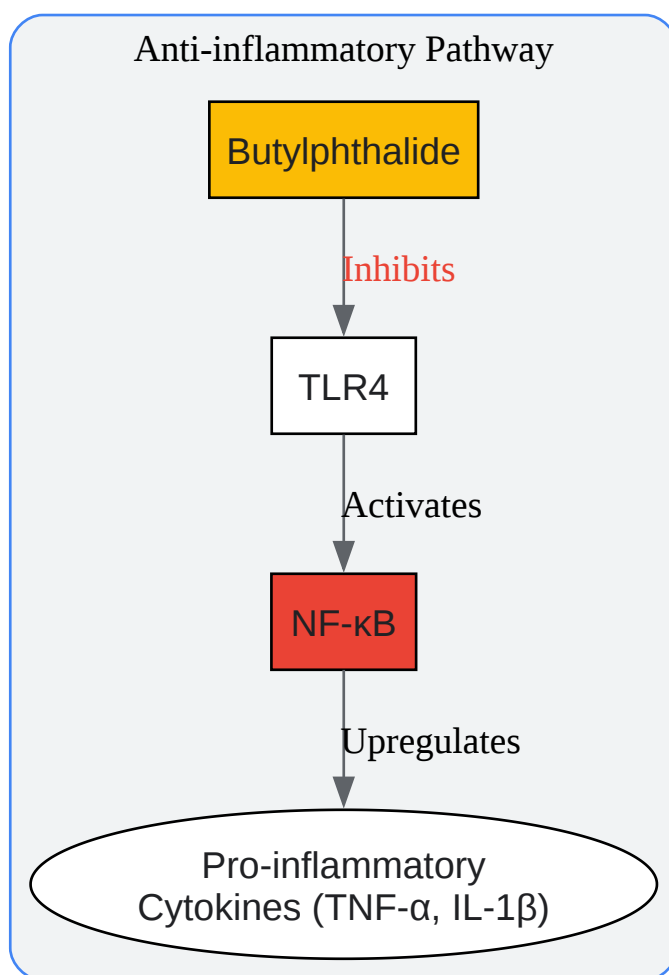 Anti-inflammatory Pathway
Butylphthalide
Inhibits
TLR4
Activates
NF-κB
Upregulates
Pro-inflammatory
Cytokines (TNF-α, IL-1β)